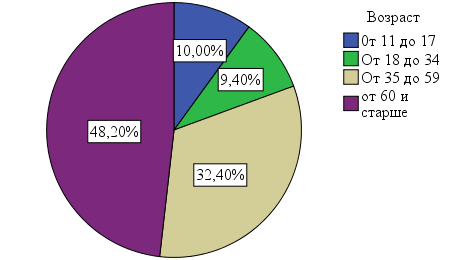 Возраст
От 11 до 17
От 18 до 34
От 35 до 59
от 60 и
старше
10,00%
9,40%
32,40%
48,20%